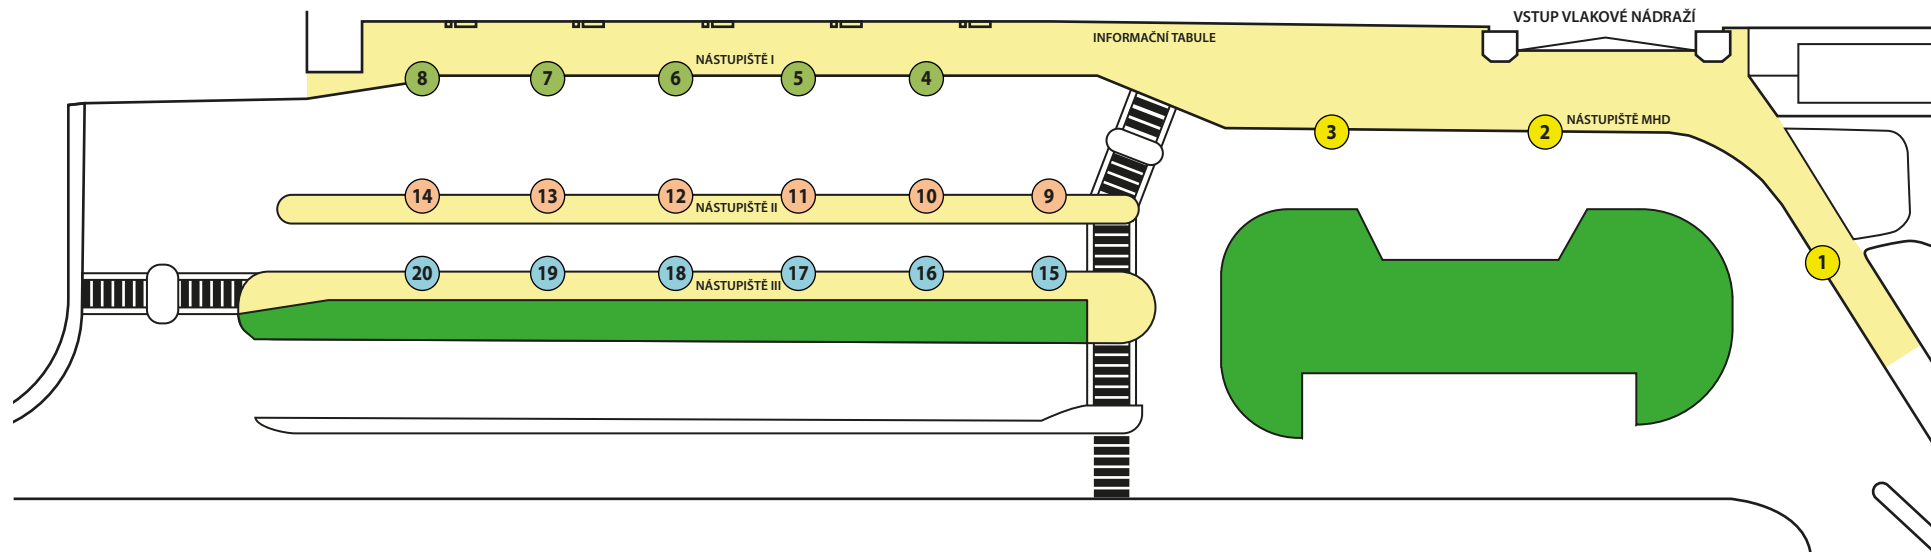 VSTUP VLAKOVÉ NÁDRAŽÍ
INFORMAČNÍ TABULE
NÁSTUPIŠTĚ I
8 7 6 5 4
NÁSTUPIŠTĚ MHD
3 2
14 13 12 11 10 9
NÁSTUPIŠTĚ II
1
20 19 18 17 16 15
NÁSTUPIŠTĚ III